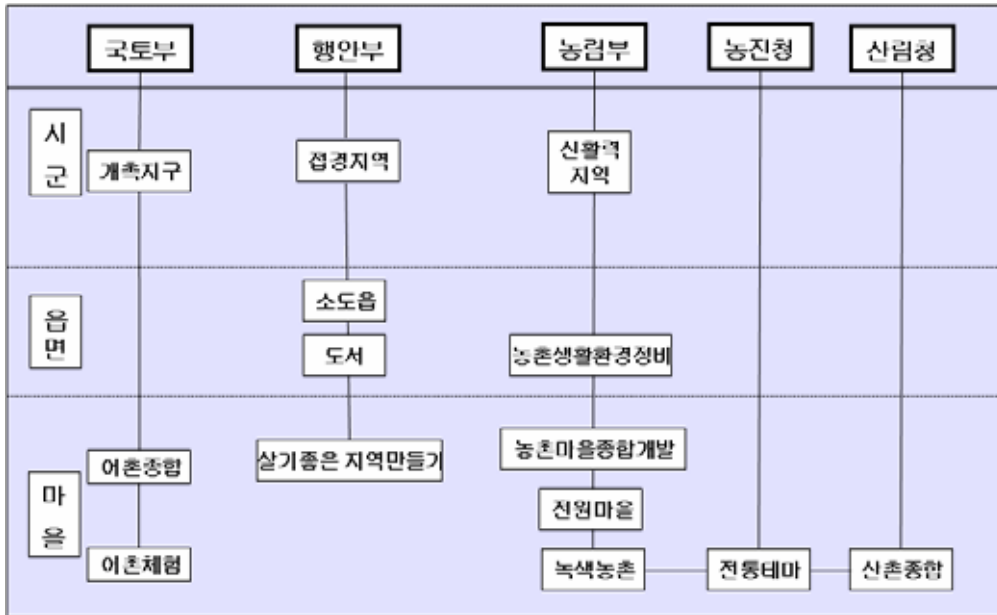 국토부
행안부
농림부
농진청
산림청
시
군
개촉지구
접경지역
신활력
지역
읍
면
소도읍
도서
농촌생활환경정비
마
을
어촌종합
살기좋은 지역만들기
농촌마을종합개발
전원마을
어촌체험
녹색농촌
전통테마
산촌종합